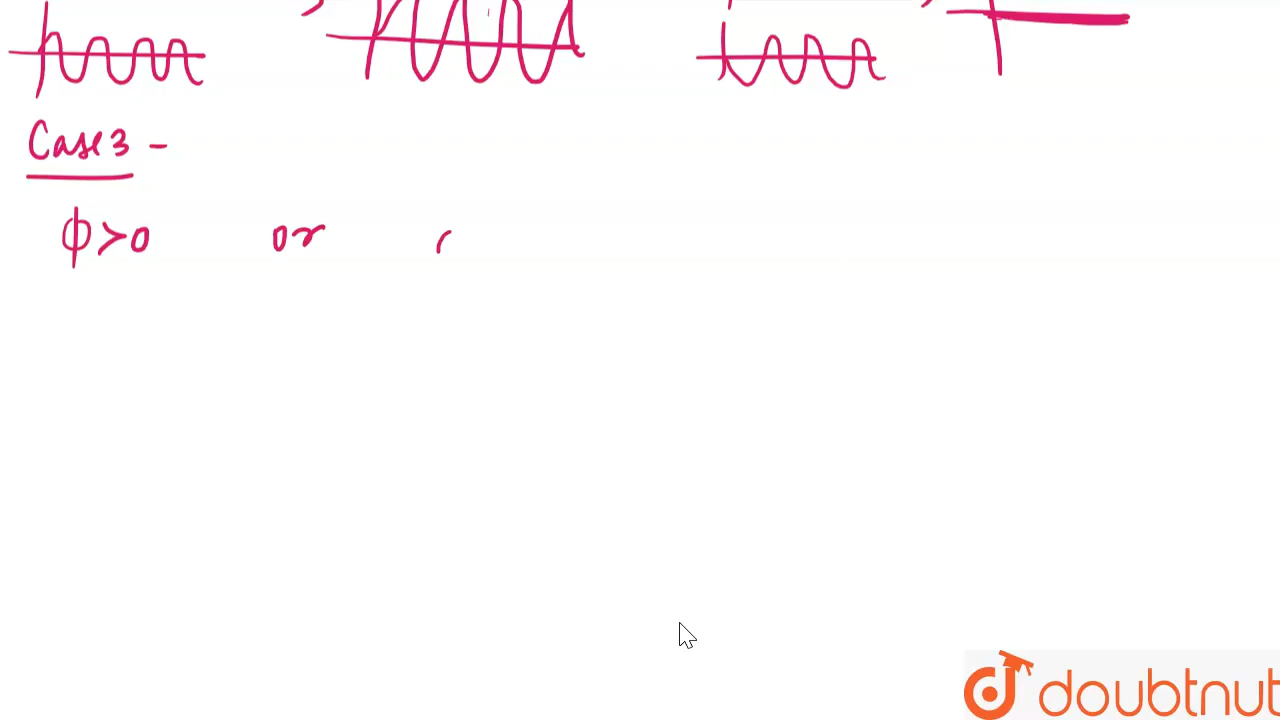 Case 3 -
ϕ>0 or (
doubtnut